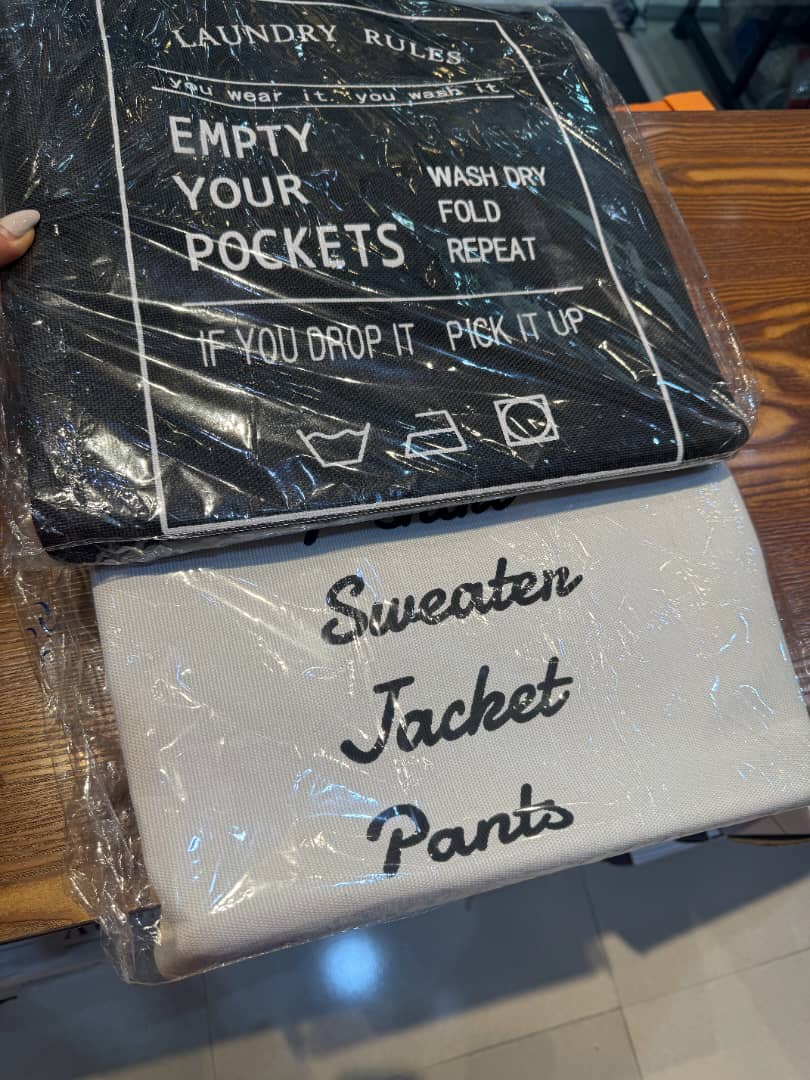 LAUNDRY RULES
you wear it. you wash it
EMPTY
YOUR
POCKETS
WASH DRY
FOLD
REPEAT
IF YOU DROP IT PICK IT UP
Sweater
Jacket
Pants